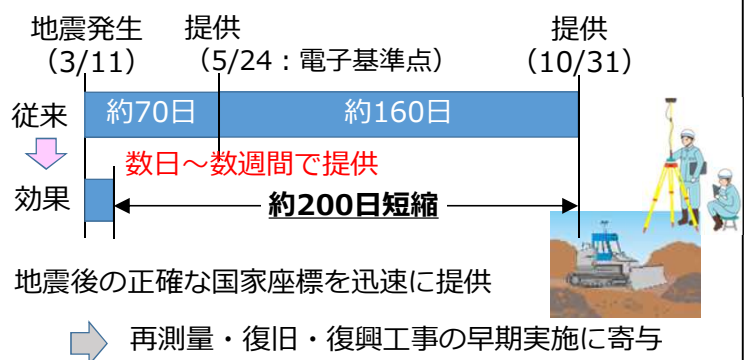 地震発生 提供 提供
（3/11） （5/24：電子基準点） （10/31）
従来 約70日 約160日
数日～数週間で提供
効果 約200日短縮
地震後の正確な国家座標を迅速に提供
再測量・復旧・復興工事の早期実施に寄与